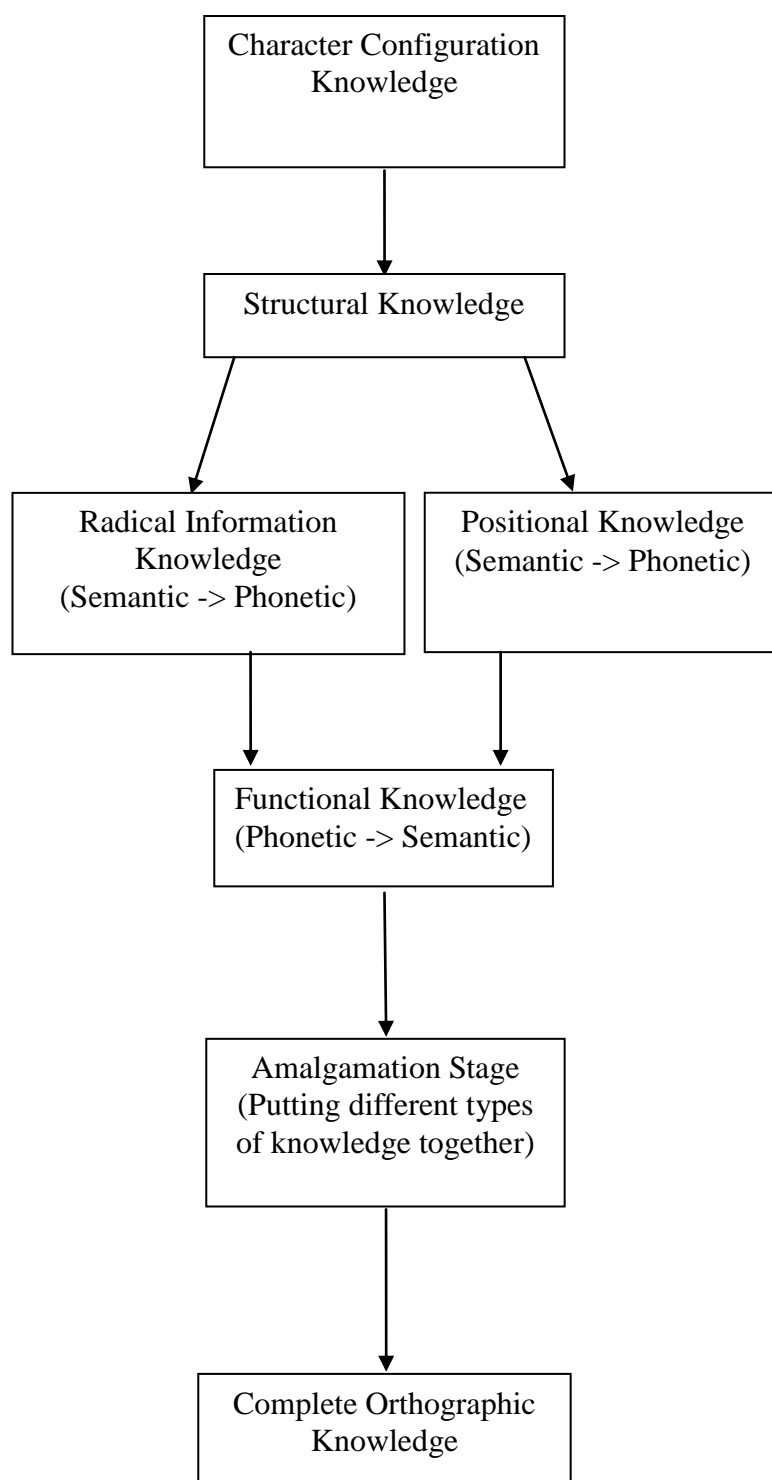 Character Configuration
Knowledge
Structural Knowledge
Radical Information
Knowledge
(Semantic -> Phonetic)
Positional Knowledge
(Semantic -> Phonetic)
Functional Knowledge
(Phonetic -> Semantic)
Amalgamation Stage
(Putting different types
of knowledge together)
Complete Orthographic
Knowledge